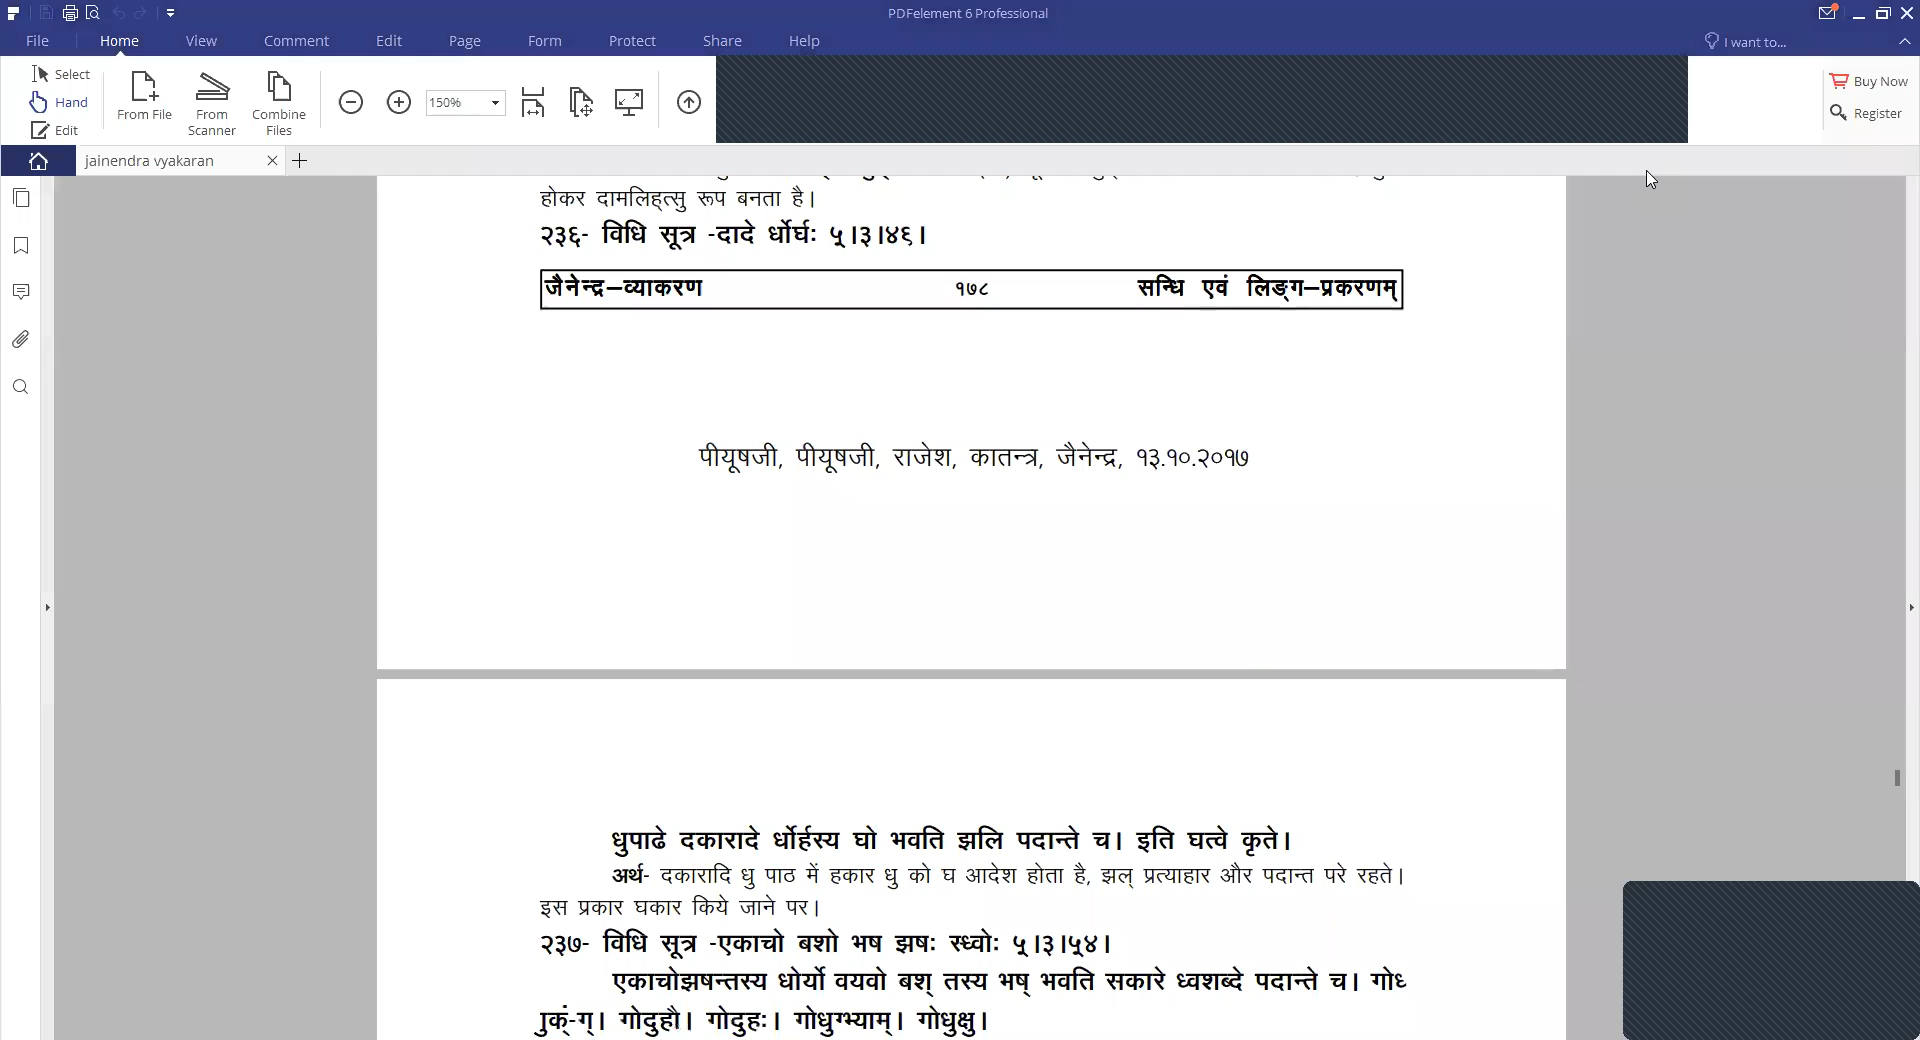 PDFelement 6 Professional
File Home View Comment Edit Page Form Protect Share Help I want to...
Select
Hand
Edit
From File
From Scanner
Combine Files
150%
Buy Now
Register
jainendra vyakaran
होकर दामलिह्त्सु रूप बनता है।
२३६- विधि सूत्र -दादे र्धोर्घः ५।३।४९।
जैनेन्द्र–व्याकरण १७८ सन्धि एवं लिङ्ग–प्रकरणम्
पीयूषजी, पीयूषजी, राजेश, कातन्त्र, जैनेन्द्र, १३.१०.२०१७
धुपाढे दकारादे र्धोर्हस्य घो भवति झलि पदान्ते च। इति घत्वे कृते।
अर्थ- दकारादि धु पाठ में हकार धु को घ आदेश होता है, झल् प्रत्याहार और पदान्त परे रहते।
इस प्रकार घकार किये जाने पर।
२३७- विधि सूत्र -एकाचो बशो भष झषः स्ध्वोः ५।३।५४।
एकाचोझषन्तस्य धोर्यो वयवो बश् तस्य भष् भवति सकारे ध्वशब्दे पदान्ते च। गोध
ुक्ं-ग्। गोदुहौ। गोदुहः। गोधुग्भ्याम्। गोधुक्षु।